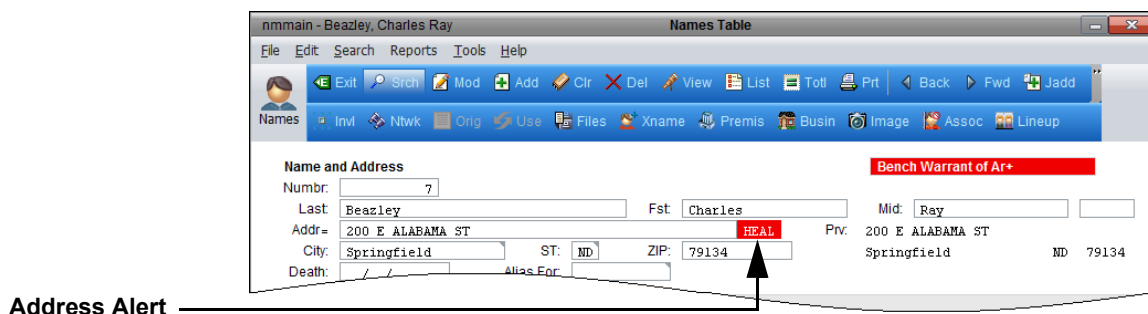 nmmain - Beazley, Charles Ray Names Table
File Edit Search Reports Tools Help
Exit Srch Mod Add Clr Del View List Totl Prt Back Fwd Jadd
Names Invl Ntwk Orig Use Files Xname Premis Busin Image Assoc Lineup
Name and Address Bench Warrant of Ar+
Numbr: 7
Last: Beazley Fst: Charles Mid: Ray
Addr= 200 E ALABAMA ST HEAL Prv: 200 E ALABAMA ST
City: Springfield ST: ND ZIP: 79134 Springfield ND 79134
Death: / / Alias For:
Address Alert